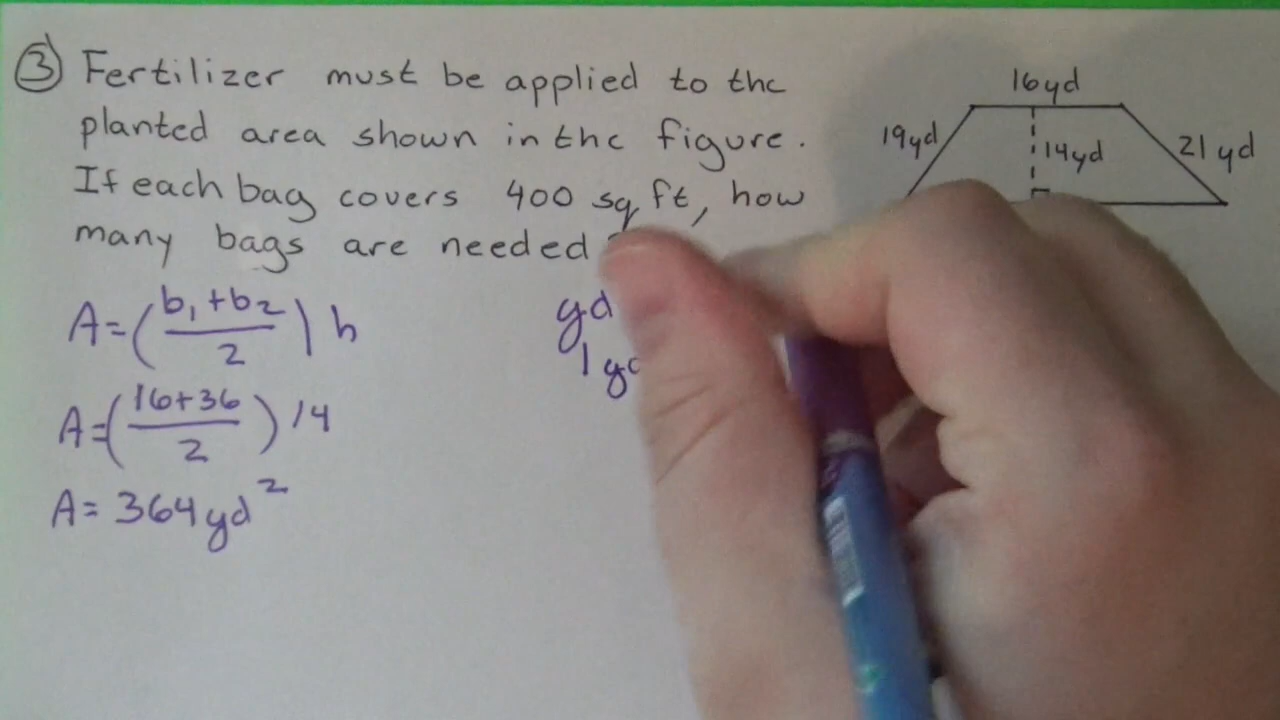 ③ Fertilizer must be applied to the
planted area shown in the figure.
If each bag covers 400 sq ft, how
many bags are needed
16yd
19yd
14yd
21 yd
A=(b₁+b₂/2)h
A=(16+36/2)14
A=364yd²
yd
1